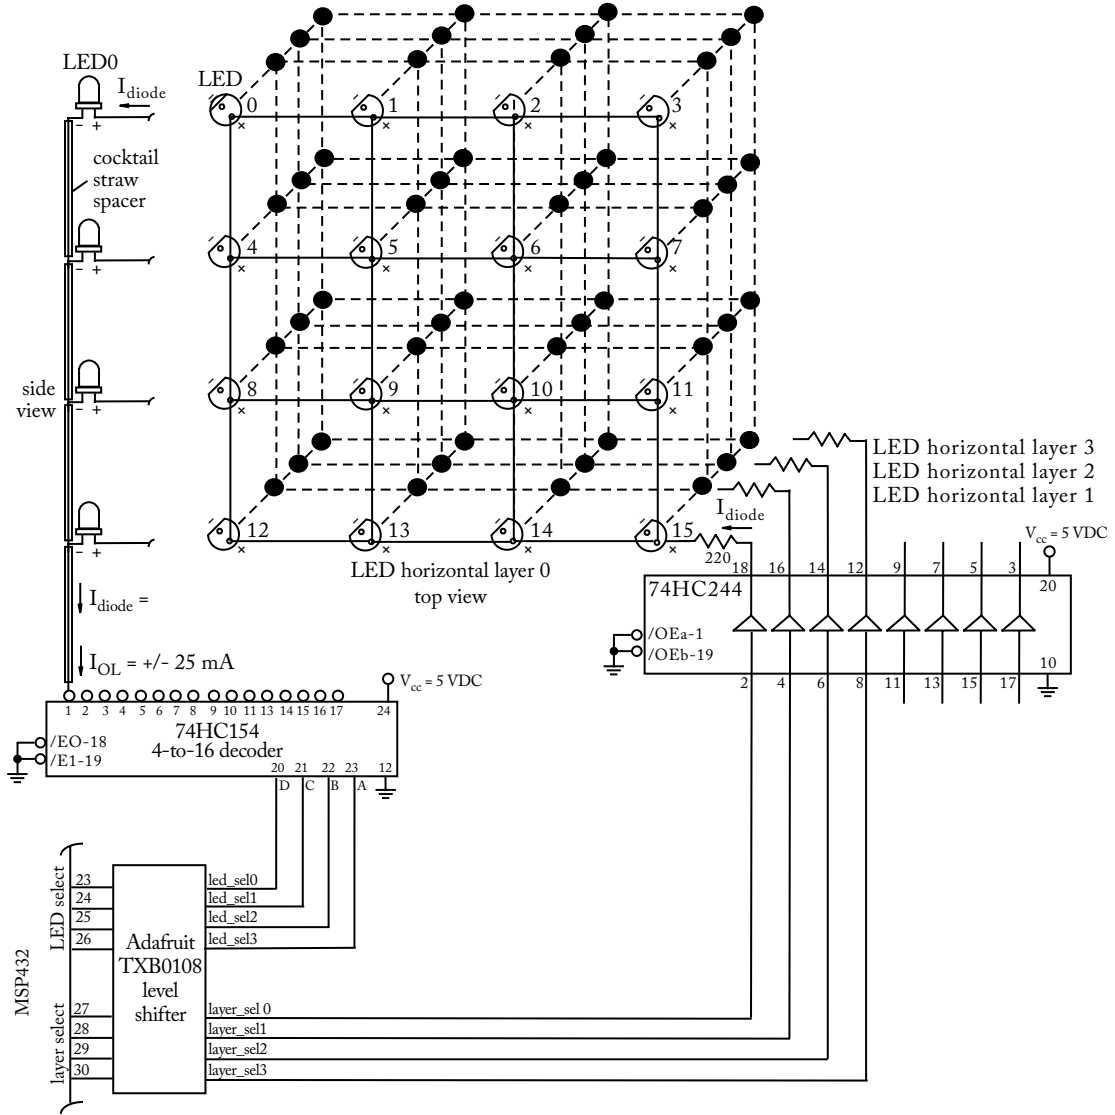 LED0
I diode
- +
cocktail
straw
spacer
- +
side
view
- +
- +
I diode =
I OL = +/- 25 mA
LED
0 1 2 3
× × × ×
4 5 6 7
× × × ×
8 9 10 11
× × × ×
12 13 14 15
× × × ×
LED horizontal layer 0
top view
LED horizontal layer 3
LED horizontal layer 2
LED horizontal layer 1
I diode
220
Vcc = 5 VDC
18 16 14 12 9 7 5 3
20
74HC244
/OEa-1
/OEb-19
10
2 4 6 8 11 13 15 17
Vcc = 5 VDC
1 2 3 4 5 6 7 8 9 10 11 13 14 15 16 17 24
74HC154
4-to-16 decoder
/EO-18
/E1-19
20 21 22 23 12
D C B A
MSP432
LED select
23
24
25
26
layer select
27
28
29
30
Adafruit
TXB0108
level
shifter
led_sel0
led_sel1
led_sel2
led_sel3
layer_sel 0
layer_sel1
layer_sel2
layer_sel3